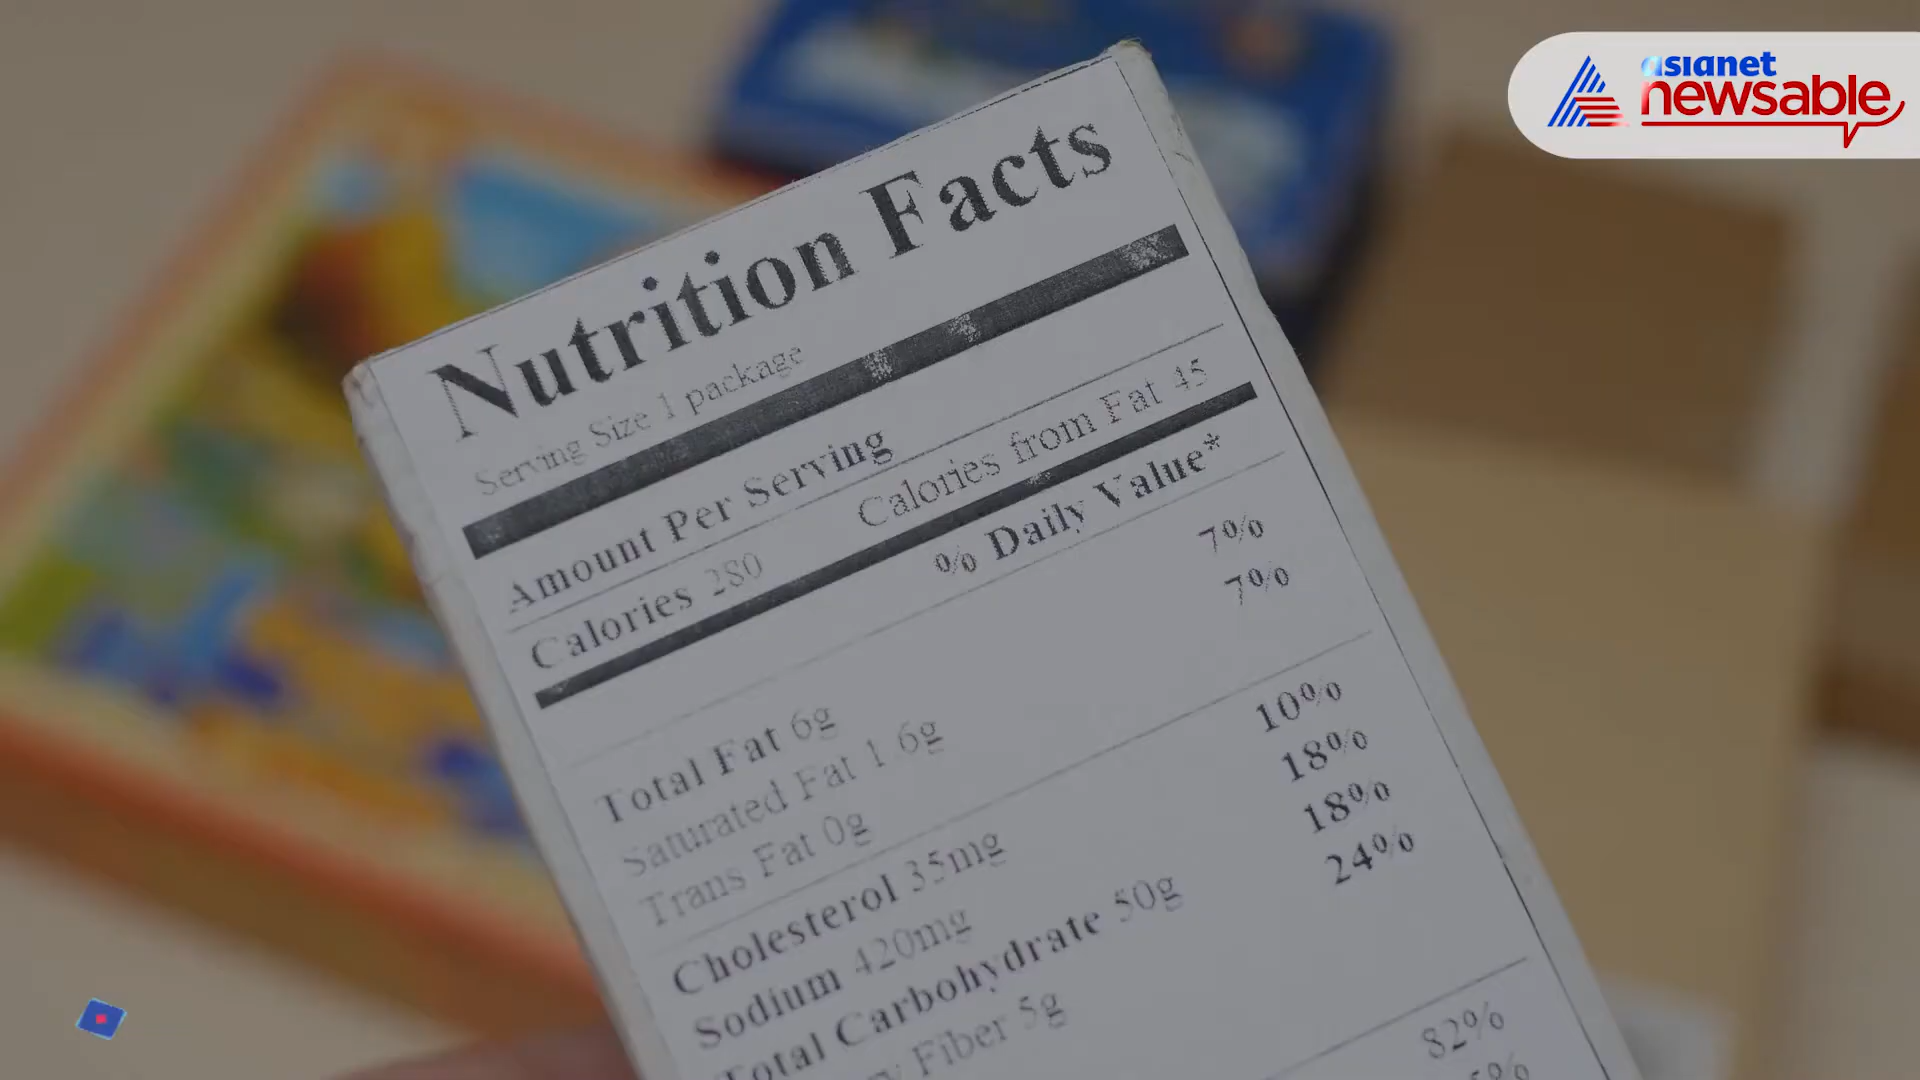 asianet
newsable
Nutrition Facts
Serving Size 1 package
Amount Per Serving
Calories 280 Calories from Fat 45
% Daily Value*
Total Fat 6g 7%
Saturated Fat 1.6g 7%
Trans Fat 0g
Cholesterol 35mg 10%
Sodium 420mg 18%
Total Carbohydrate 50g 18%
Fiber 5g 24%
82%